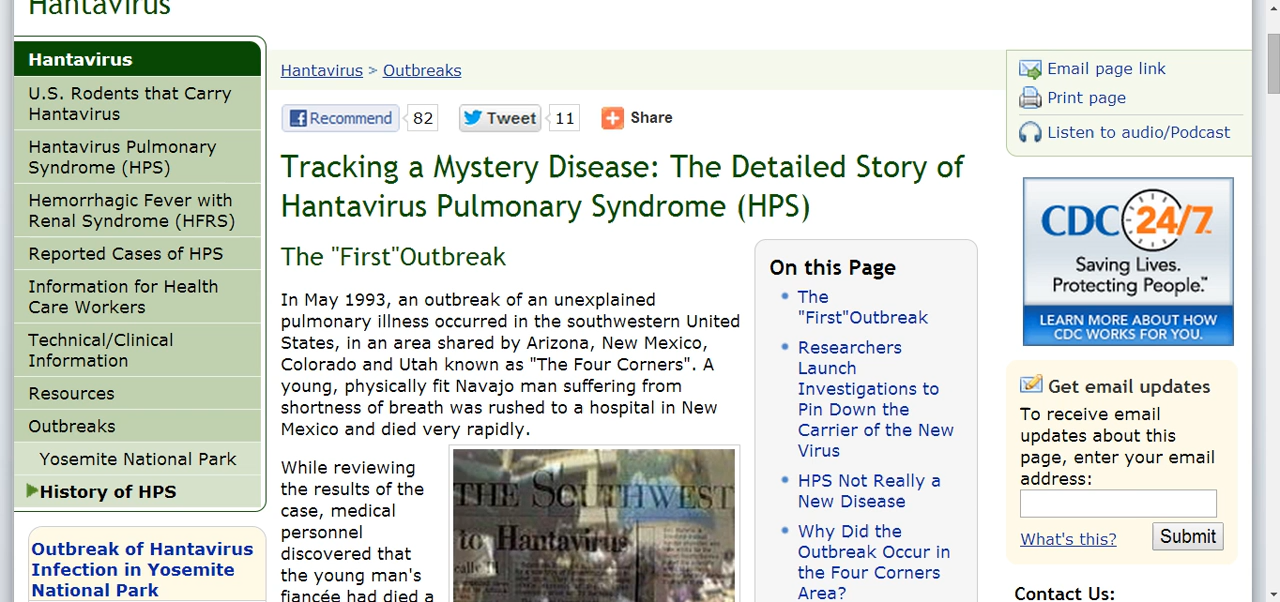 Hantavirus
Hantavirus
U.S. Rodents that Carry
Hantavirus
Hantavirus Pulmonary
Syndrome (HPS)
Hemorrhagic Fever with
Renal Syndrome (HFRS)
Reported Cases of HPS
Information for Health
Care Workers
Technical/Clinical
Information
Resources
Outbreaks
Yosemite National Park
History of HPS
Outbreak of Hantavirus
Infection in Yosemite
National Park
Hantavirus > Outbreaks
Recommend 82 Tweet 11 Share
Tracking a Mystery Disease: The Detailed Story of
Hantavirus Pulmonary Syndrome (HPS)
The "First"Outbreak
In May 1993, an outbreak of an unexplained
pulmonary illness occurred in the southwestern United
States, in an area shared by Arizona, New Mexico,
Colorado and Utah known as "The Four Corners". A
young, physically fit Navajo man suffering from
shortness of breath was rushed to a hospital in New
Mexico and died very rapidly.
While reviewing
the results of the
case, medical
personnel
discovered that
the young man's
fiancée had died a
THE SOUTHWEST
to Hantavirus
On this Page
The
"First"Outbreak
Researchers
Launch
Investigations to
Pin Down the
Carrier of the New
Virus
HPS Not Really a
New Disease
Why Did the
Outbreak Occur in
the Four Corners
Area?
Email page link
Print page
Listen to audio/Podcast
CDC 24/7
Saving Lives.
Protecting People.™
LEARN MORE ABOUT HOW
CDC WORKS FOR YOU.
Get email updates
To receive email
updates about this
page, enter your email
address:
What's this? Submit
Contact Us: